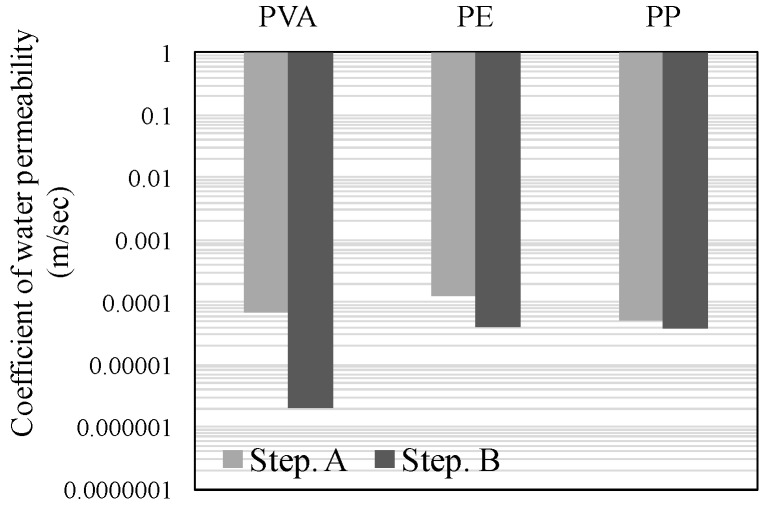 PVA PE PP
Coefficient of water permeability
(m/sec)
1
0.1
0.01
0.001
0.0001
0.00001
0.000001
0.0000001
Step. A Step. B